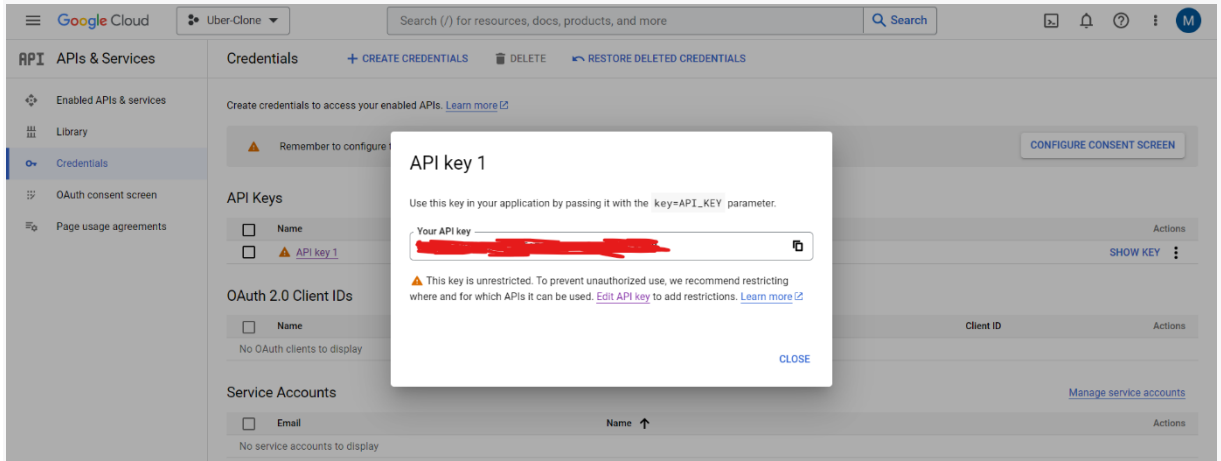 Google Cloud
Uber-Clone
Search (/) for resources, docs, products, and more
Search
M
API APIs & Services
Enabled APIs & services
Library
Credentials
OAuth consent screen
Page usage agreements
Credentials
+ CREATE CREDENTIALS
DELETE
RESTORE DELETED CREDENTIALS
Create credentials to access your enabled APIs. Learn more
Remember to configure
CONFIGURE CONSENT SCREEN
API Keys
Name
Actions
API key 1
SHOW KEY
OAuth 2.0 Client IDs
Name
Client ID
Actions
No OAuth clients to display
Service Accounts
Manage service accounts
Email
Name
Actions
No service accounts to display
API key 1
Use this key in your application by passing it with the key=API_KEY parameter.
Your API key
This key is unrestricted. To prevent unauthorized use, we recommend restricting
where and for which APIs it can be used. Edit API key to add restrictions. Learn more
CLOSE